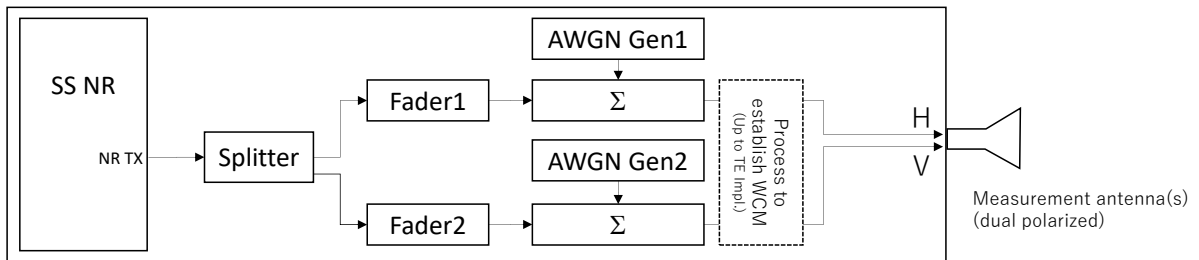 SS NR
NR TX
Splitter
Fader1
Fader2
AWGN Gen1
Σ
AWGN Gen2
Σ
Process to
establish WCM
(Up to TE Impl.)
H
V
Measurement antenna(s)
(dual polarized)